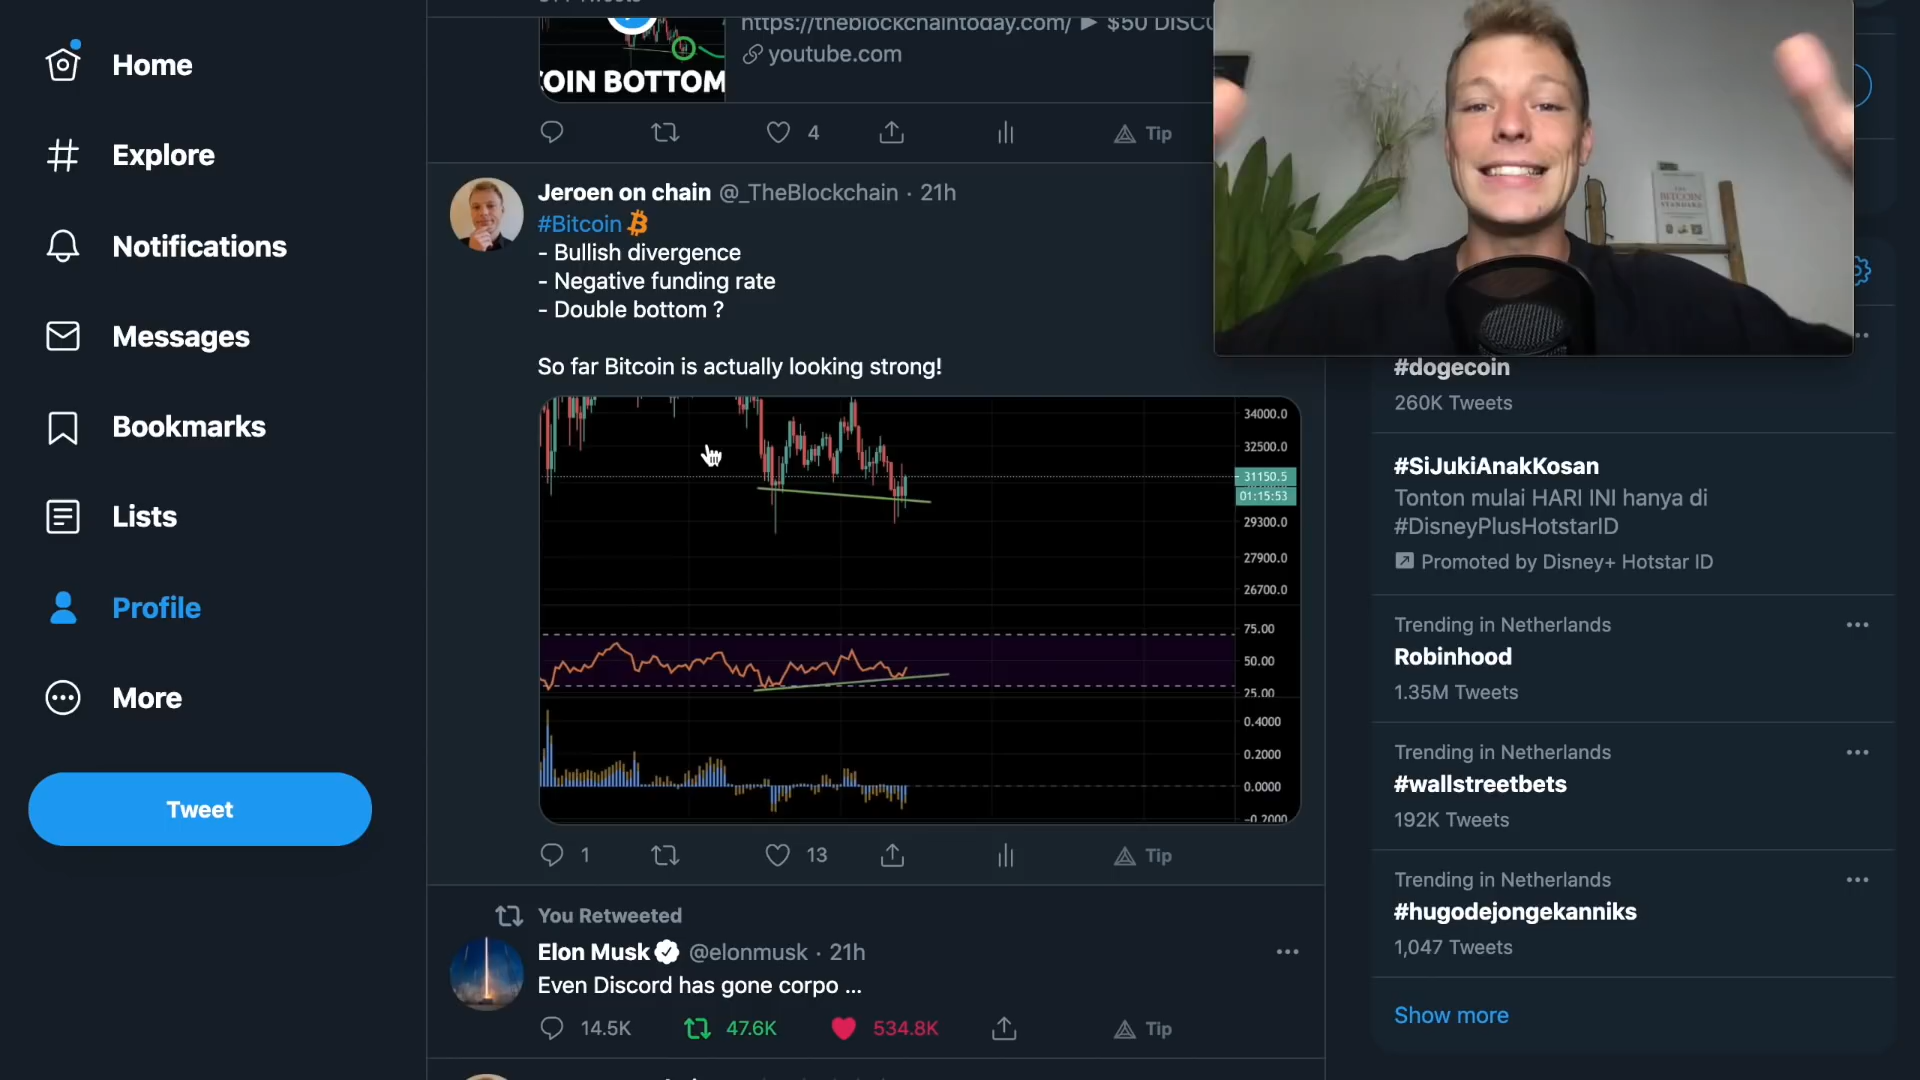 Home
Explore
Notifications
Messages
Bookmarks
Lists
Profile
More
Tweet
https://theblockchaintoday.com/ ► $50
youtube.com
COIN BOTTOM
4
Tip
Jeroen on chain @_TheBlockchain · 21h
#Bitcoin
- Bullish divergence
- Negative funding rate
- Double bottom ?
So far Bitcoin is actually looking strong!
34000.0
32500.0
31150.5
01:15:53
29300.0
27900.0
26700.0
75.00
50.00
25.00
0.4000
0.2000
0.0000
-0.2000
1
13
Tip
You Retweeted
Elon Musk @elonmusk · 21h
Even Discord has gone corpo ...
14.5K
47.6K
534.8K
Tip
THE
BITCOIN
STANDARD
#dogecoin
260K Tweets
#SiJukiAnakKosan
Tonton mulai HARI INI hanya di
#DisneyPlusHotstarID
Promoted by Disney+ Hotstar ID
Trending in Netherlands
Robinhood
1.35M Tweets
Trending in Netherlands
#wallstreetbets
192K Tweets
Trending in Netherlands
#hugodejongekanniks
1,047 Tweets
Show more